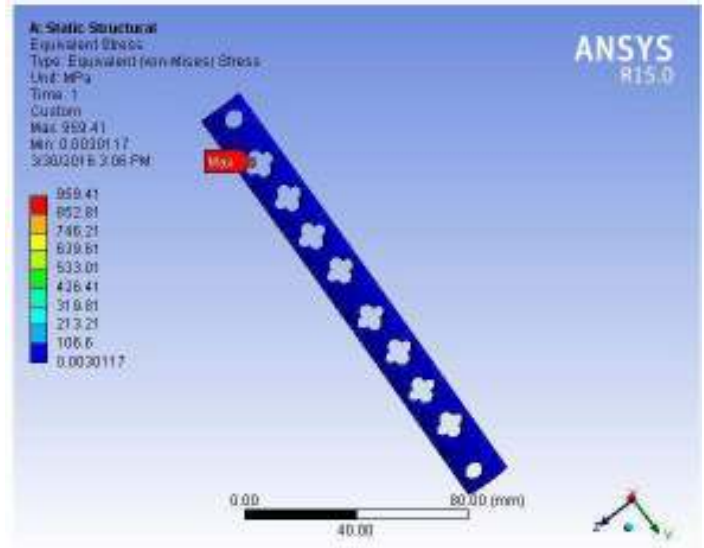 A: Static Structural
Equivalent Stress
Type: Equivalent (von-Mises) Stress
Unit: MPa
Time: 1
Custom
Max: 959.41
Min: 0.0030117
3/30/2016 3:06 PM
ANSYS
R15.0
Max
959.41
852.81
746.21
639.61
533.01
426.41
319.81
213.21
106.6
0.0030117
0.00
80.00 (mm)
40.00
X
Z
Y